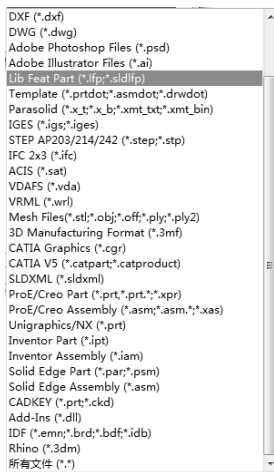 DXF (*.dxf)
DWG (*.dwg)
Adobe Photoshop Files (*.psd)
Adobe Illustrator Files (*.ai)
Lib Feat Part (*.lfp;*.sldlfp)
Template (*.prtdot;*.asmdot;*.drwdot)
Parasolid (*.x_t;*.x_b;*.xmt_txt;*.xmt_bin)
IGES (*.igs;*.iges)
STEP AP203/214/242 (*.step;*.stp)
IFC 2x3 (*.ifc)
ACIS (*.sat)
VDAFS (*.vda)
VRML (*.wrl)
Mesh Files(*.stl;*.obj;*.off;*.ply;*.ply2)
3D Manufacturing Format (*.3mf)
CATIA Graphics (*.cgr)
CATIA V5 (*.catpart;*.catproduct)
SLDXML (*.sldxml)
ProE/Creo Part (*.prt,*.prt.*;*.xpr)
ProE/Creo Assembly (*.asm;*.asm.*;*.xas)
Unigraphics/NX (*.prt)
Inventor Part (*.ipt)
Inventor Assembly (*.iam)
Solid Edge Part (*.par;*.psm)
Solid Edge Assembly (*.asm)
CADKEY (*.prt;*.ckd)
Add-Ins (*.dll)
IDF (*.emn;*.brd;*.bdf;*.idb)
Rhino (*.3dm)
所有文件 (*.*)